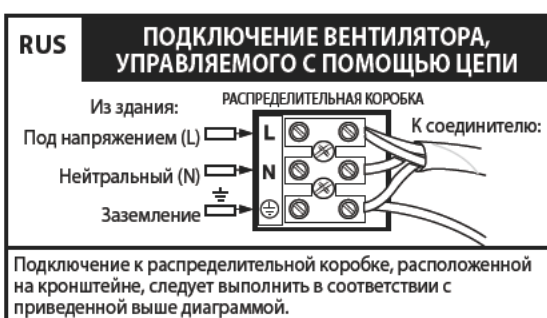 RUS
ПОДКЛЮЧЕНИЕ ВЕНТИЛЯТОРА,
УПРАВЛЯЕМОГО С ПОМОЩЬЮ ЦЕПИ
Из здания:
РАСПРЕДЕЛИТЕЛЬНАЯ КОРОБКА
К соединителю:
Под напряжением (L)
L
Нейтральный (N)
N
Заземление
Подключение к распределительной коробке, расположенной
на кронштейне, следует выполнить в соответствии с
приведенной выше диаграммой.